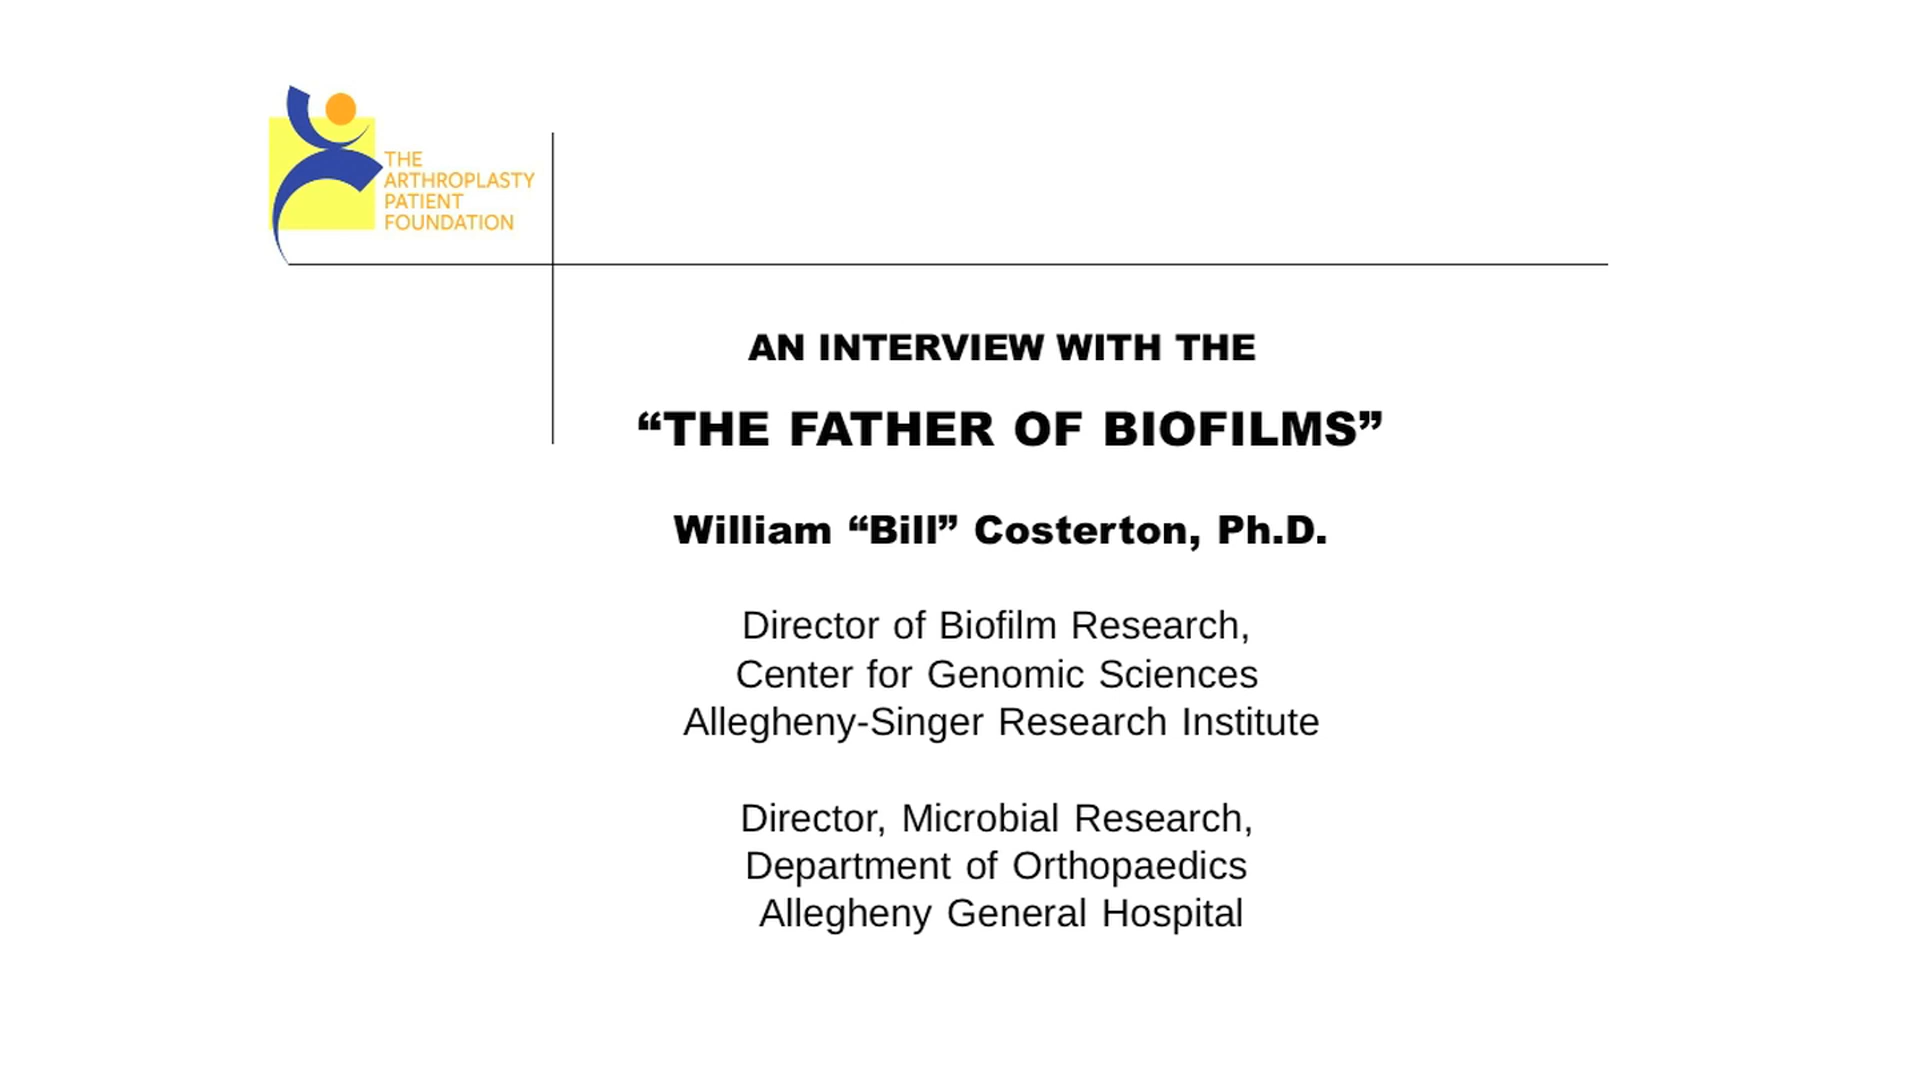 THE
ARTHROPLASTY
PATIENT
FOUNDATION
AN INTERVIEW WITH THE
“THE FATHER OF BIOFILMS”
William “Bill” Costerton, Ph.D.
Director of Biofilm Research,
Center for Genomic Sciences
Allegheny-Singer Research Institute
Director, Microbial Research,
Department of Orthopaedics
Allegheny General Hospital